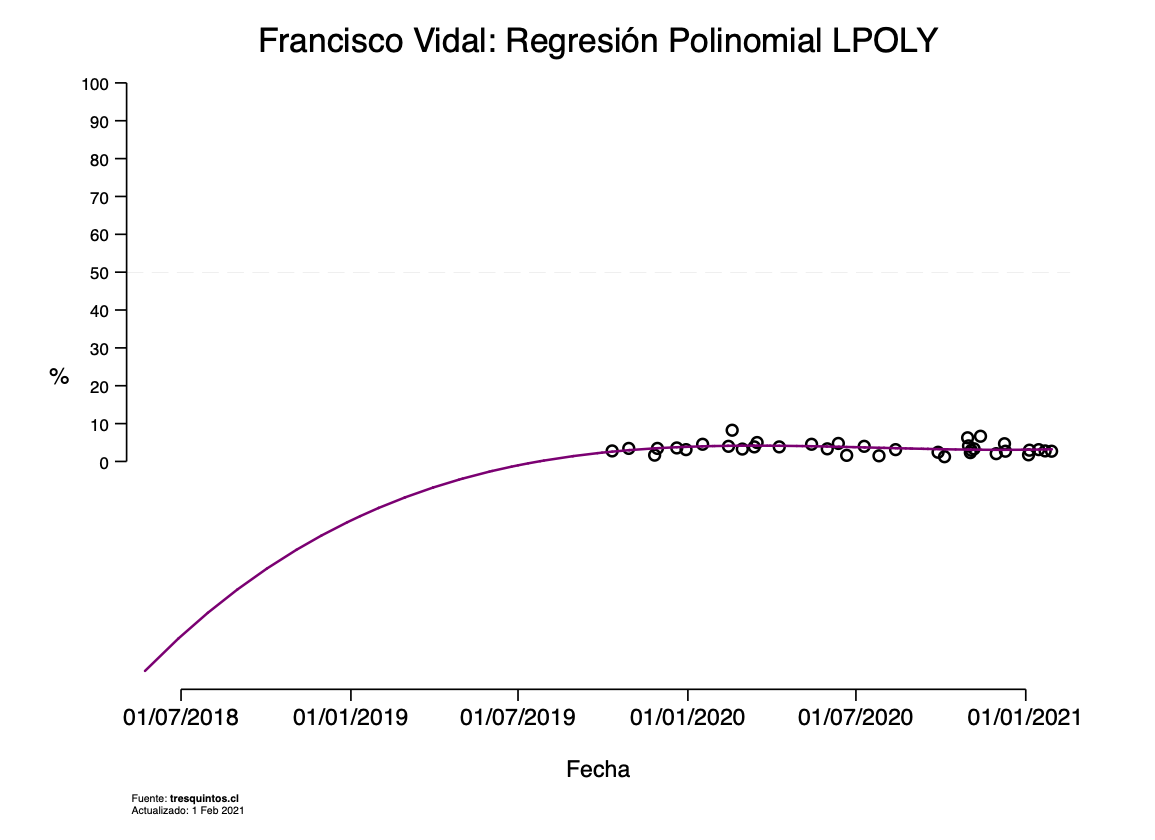 Francisco Vidal: Regresión Polinomial LPOLY
100
90
80
70
60
50
40
30
%
20
10
0
01/07/2018 01/01/2019 01/07/2019 01/01/2020 01/07/2020 01/01/2021
Fecha
Fuente: tresquintos.cl
Actualizado: 1 Feb 2021